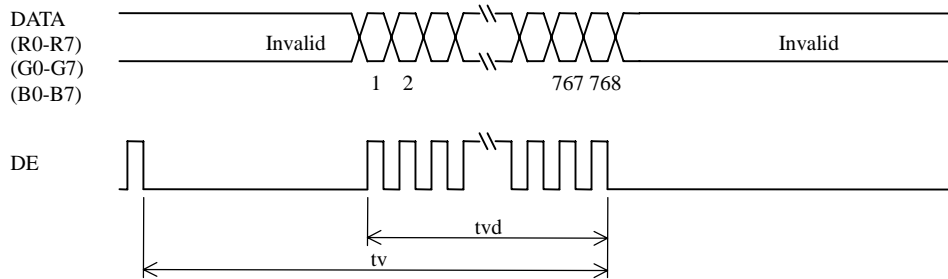 DATA
(R0-R7)
(G0-G7)
(B0-B7)
Invalid
Invalid
1 2 767 768
DE
tvd
tv